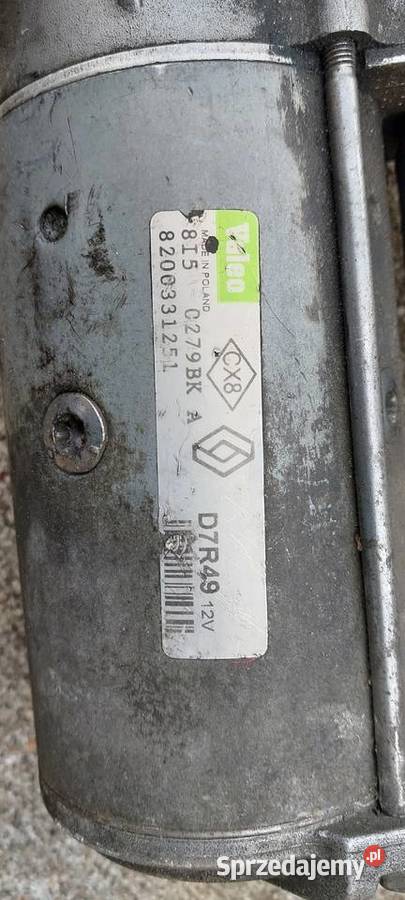 Valeo
MADE IN POLAND
8I5 C279BK A
8200331251
CX8
D7R49 12V
Sprzedajemy.pl